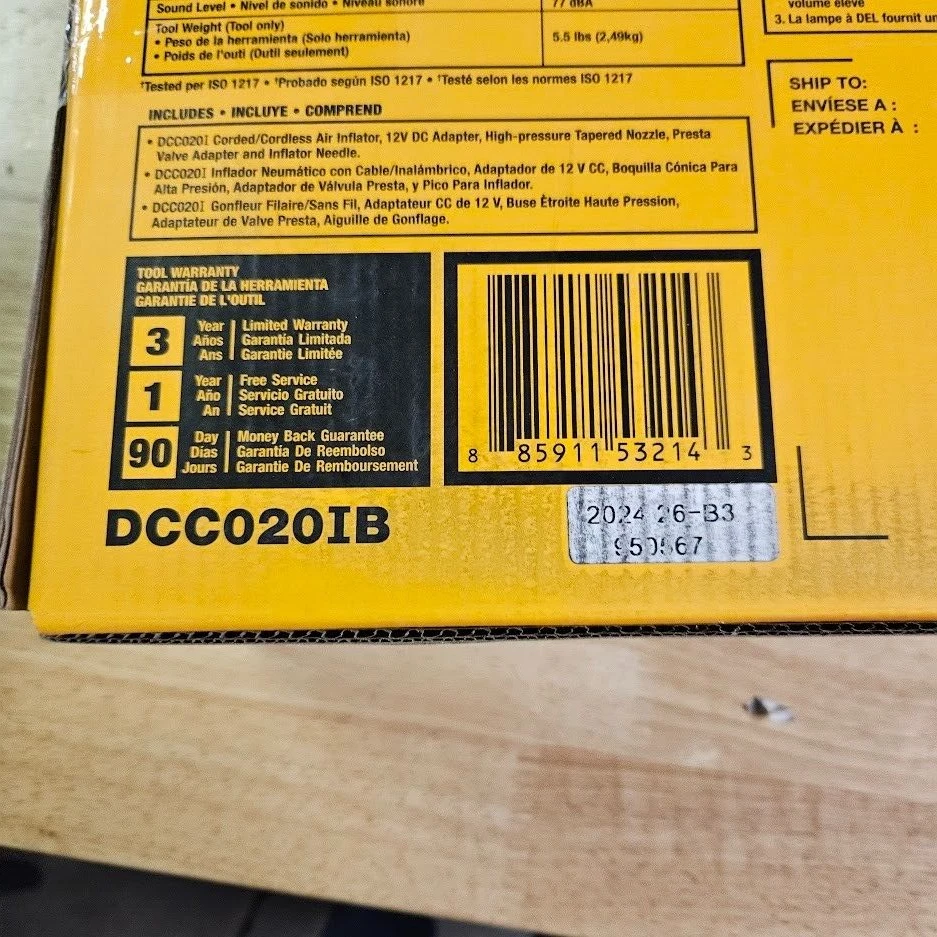 Sound Level • Nivel de sonido • Niveau sonore
77 dBA
Tool Weight (Tool only)
• Peso de la herramienta (Solo herramienta)
• Poids de l'outi (Outil seulement)
5.5 lbs (2,49kg)
†Tested per ISO 1217 • †Probado según ISO 1217 • †Testé selon les normes ISO 1217
INCLUDES • INCLUYE • COMPREND
• DCC020I Corded/Cordless Air Inflator, 12V DC Adapter, High-pressure Tapered Nozzle, Presta
Valve Adapter and Inflator Needle.
• DCC020I Inflador Neumático con Cable/Inalámbrico, Adaptador de 12 V CC, Boquilla Cónica Para
Alta Presión, Adaptador de Válvula Presta, y Pico Para Inflador.
• DCC020I Gonfleur Filaire/Sans Fil, Adaptateur CC de 12 V, Buse Étroite Haute Pression,
Adaptateur de Valve Presta, Aiguille de Gonflage.
volume élevé
3. La lampe à DEL fournit
SHIP TO:
ENVÍESE A :
EXPÉDIER À :
TOOL WARRANTY
GARANTÍA DE LA HERRAMIENTA
GARANTIE DE L'OUTIL
3
Year
Años
Ans
Limited Warranty
Garantía Limitada
Garantie Limitée
1
Year
Año
An
Free Service
Servicio Gratuito
Service Gratuit
90
Day
Días
Jours
Money Back Guarantee
Garantía De Reembolso
Garantie De Remboursement
8 85911 53214 3
DCC020IB
2024 26-B3
950567